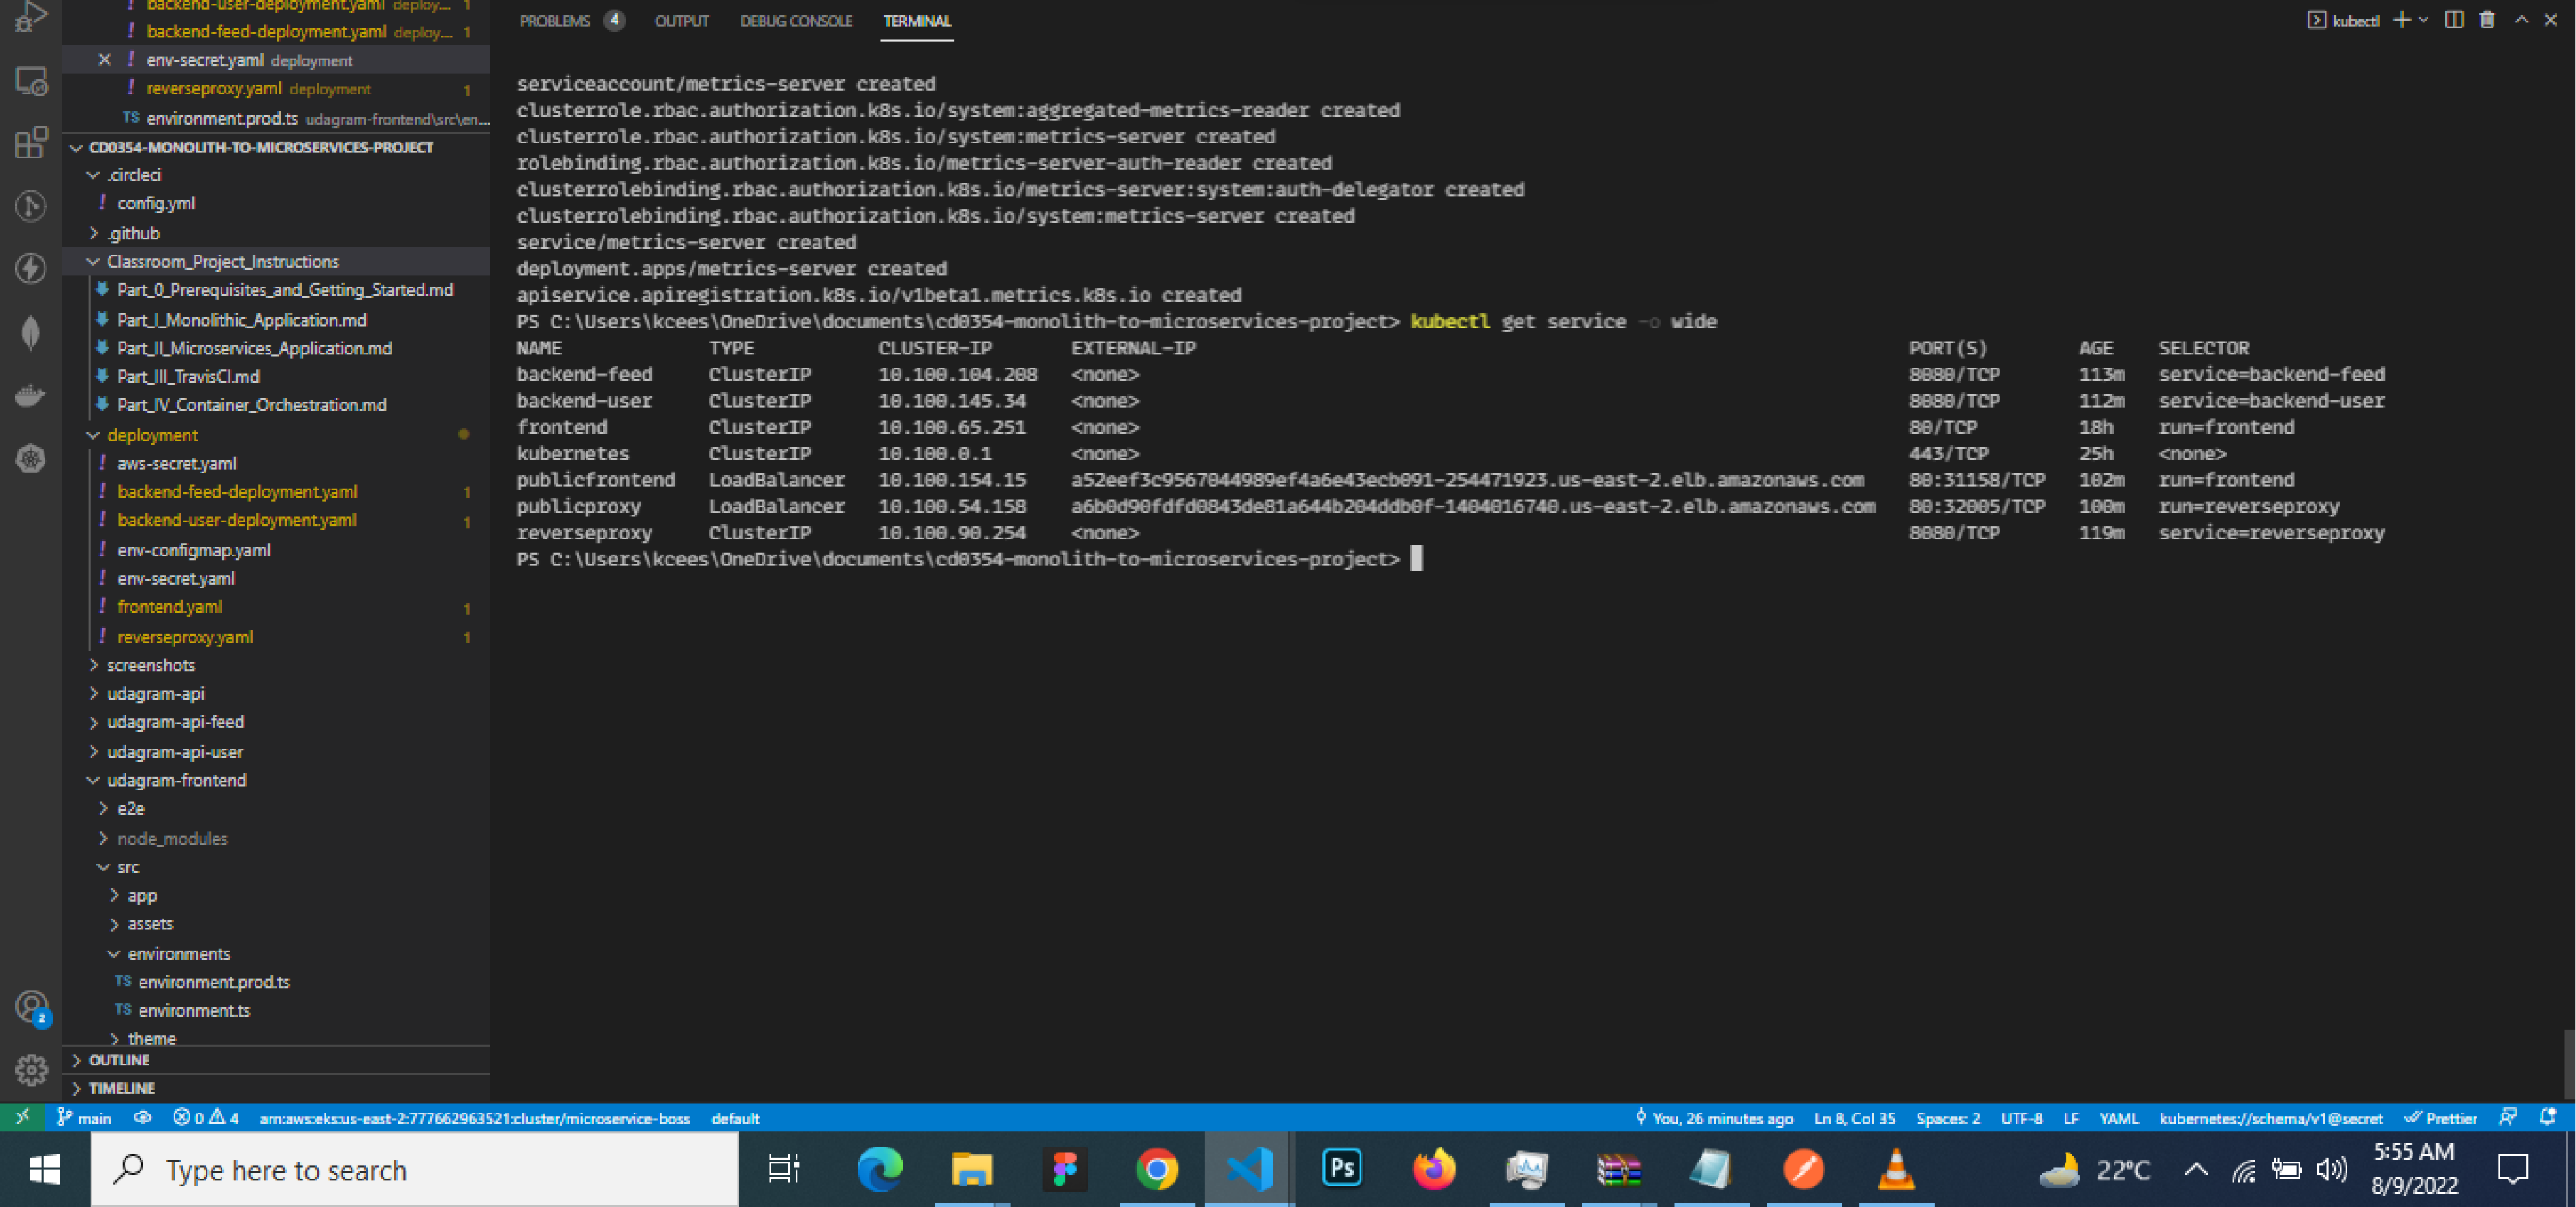 backend-user-deployment.yaml deploy... 1
! backend-feed-deployment.yaml deploy... 1
× ! env-secret.yaml deployment
! reverseproxy.yaml deployment 1
TS environment.prod.ts udagram-frontend\src\en...
CD0354-MONOLITH-TO-MICROSERVICES-PROJECT
.circleci
! config.yml
.github
Classroom_Project_Instructions
Part_0_Prerequisites_and_Getting_Started.md
Part_I_Monolithic_Application.md
Part_II_Microservices_Application.md
Part_III_TravisCI.md
Part_IV_Container_Orchestration.md
deployment
! aws-secret.yaml
! backend-feed-deployment.yaml 1
! backend-user-deployment.yaml 1
! env-configmap.yaml
! env-secret.yaml
! frontend.yaml 1
! reverseproxy.yaml 1
screenshots
udagram-api
udagram-api-feed
udagram-api-user
udagram-frontend
e2e
node_modules
src
app
assets
environments
TS environment.prod.ts
TS environment.ts
theme
OUTLINE
TIMELINE
PROBLEMS 4 OUTPUT DEBUG CONSOLE TERMINAL
kubectl
serviceaccount/metrics-server created
clusterrole.rbac.authorization.k8s.io/system:aggregated-metrics-reader created
clusterrole.rbac.authorization.k8s.io/system:metrics-server created
rolebinding.rbac.authorization.k8s.io/metrics-server-auth-reader created
clusterrolebinding.rbac.authorization.k8s.io/metrics-server:system:auth-delegator created
clusterrolebinding.rbac.authorization.k8s.io/system:metrics-server created
service/metrics-server created
deployment.apps/metrics-server created
apiservice.apiregistration.k8s.io/v1beta1.metrics.k8s.io created
PS C:\Users\kcees\OneDrive\documents\cd0354-monolith-to-microservices-project> kubectl get service -o wide
NAME TYPE CLUSTER-IP EXTERNAL-IP PORT(S) AGE SELECTOR
backend-feed ClusterIP 10.100.104.208 <none> 8080/TCP 113m service=backend-feed
backend-user ClusterIP 10.100.145.34 <none> 8080/TCP 112m service=backend-user
frontend ClusterIP 10.100.65.251 <none> 80/TCP 18h run=frontend
kubernetes ClusterIP 10.100.0.1 <none> 443/TCP 25h <none>
publicfrontend LoadBalancer 10.100.154.15 a52eef3c9567044989ef4a6e43ecb091-254471923.us-east-2.elb.amazonaws.com 80:31158/TCP 102m run=frontend
publicproxy LoadBalancer 10.100.54.158 a6b0d90fdfd0843de81a644b204ddb0f-1404016740.us-east-2.elb.amazonaws.com 80:32005/TCP 100m run=reverseproxy
reverseproxy ClusterIP 10.100.90.254 <none> 8080/TCP 119m service=reverseproxy
PS C:\Users\kcees\OneDrive\documents\cd0354-monolith-to-microservices-project>
2
main 0 4 arn:aws:eks:us-east-2:777662963521:cluster/microservice-boss default You, 26 minutes ago Ln 8, Col 35 Spaces: 2 UTF-8 LF YAML kubernetes://schema/v1@secret Prettier
Type here to search
Ps
22°C
5:55 AM
8/9/2022